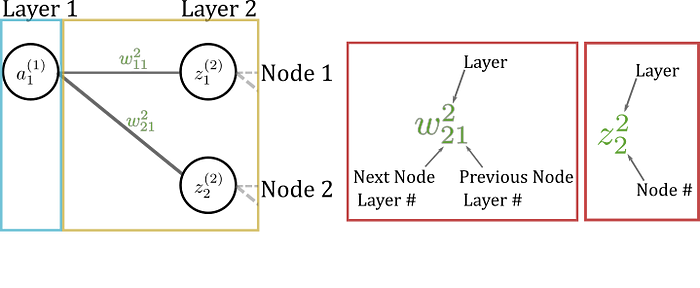 Layer 1
Layer 2
a_1^{(1)}
w_{11}^2
z_1^{(2)}
Node 1
w_{21}^2
z_2^{(2)}
Node 2
Layer
w_{21}^2
Next Node
Layer #
Previous Node
Layer #
Layer
z_2^2
Node #